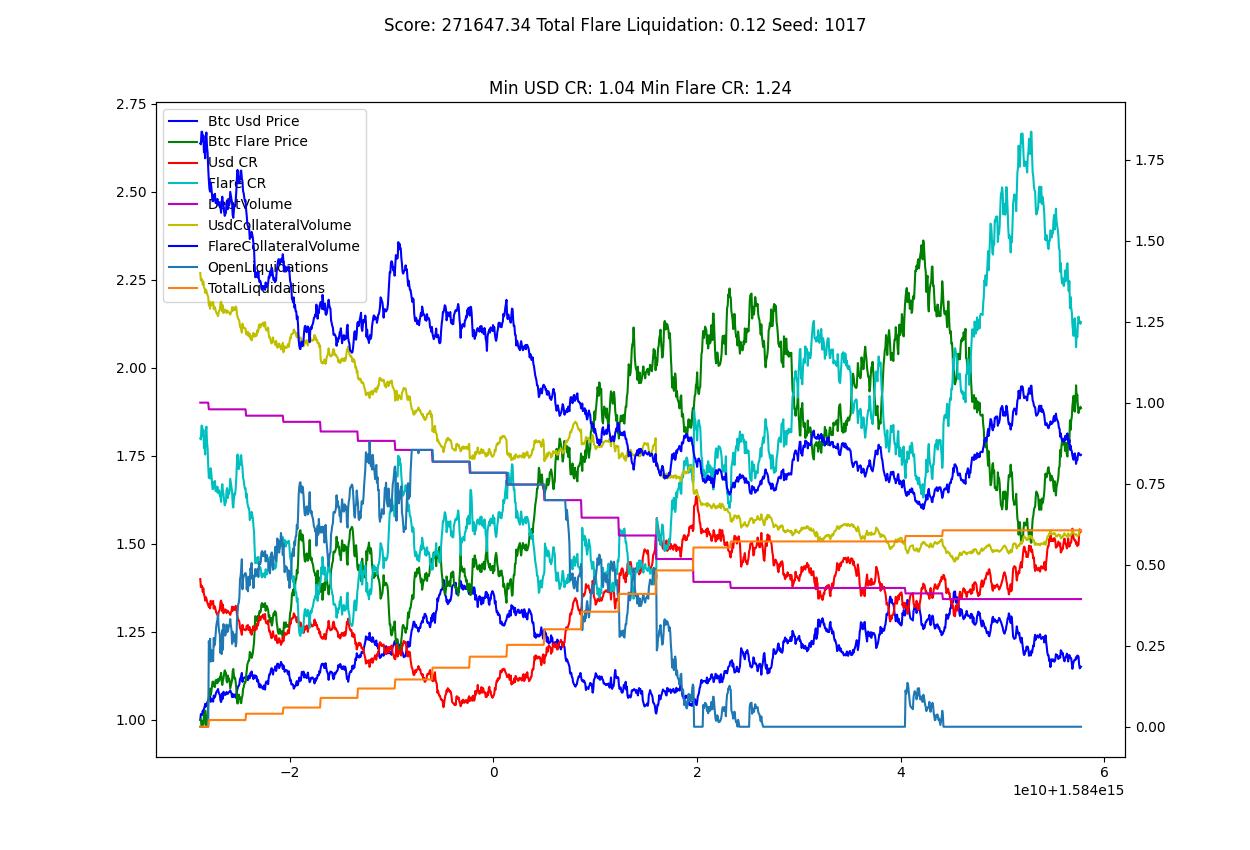 Score: 271647.34 Total Flare Liquidation: 0.12 Seed: 1017
Min USD CR: 1.04 Min Flare CR: 1.24
2.75
2.50
2.25
2.00
1.75
1.50
1.25
1.00
Btc Usd Price
Btc Flare Price
Usd CR
Flare CR
DebtVolume
UsdCollateralVolume
FlareCollateralVolume
OpenLiquidations
TotalLiquidations
1.75
1.50
1.25
1.00
0.75
0.50
0.25
0.00
−2 0 2 4 6
1e10+1.584e15